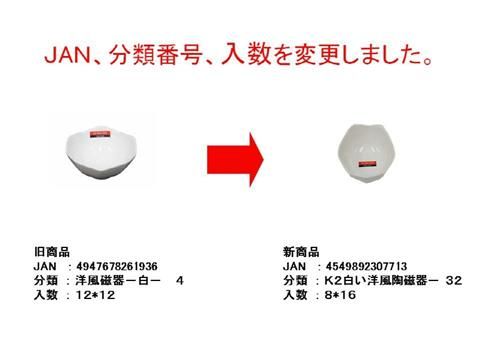 JAN、分類番号、入数を変更しました。
旧商品
JAN ：4947678261936
分類 ：洋風磁器ー白ー 4
入数 ：12*12
新商品
JAN ：4549892307713
分類 ：K2白い洋風陶磁器ー 32
入数 ：8*16